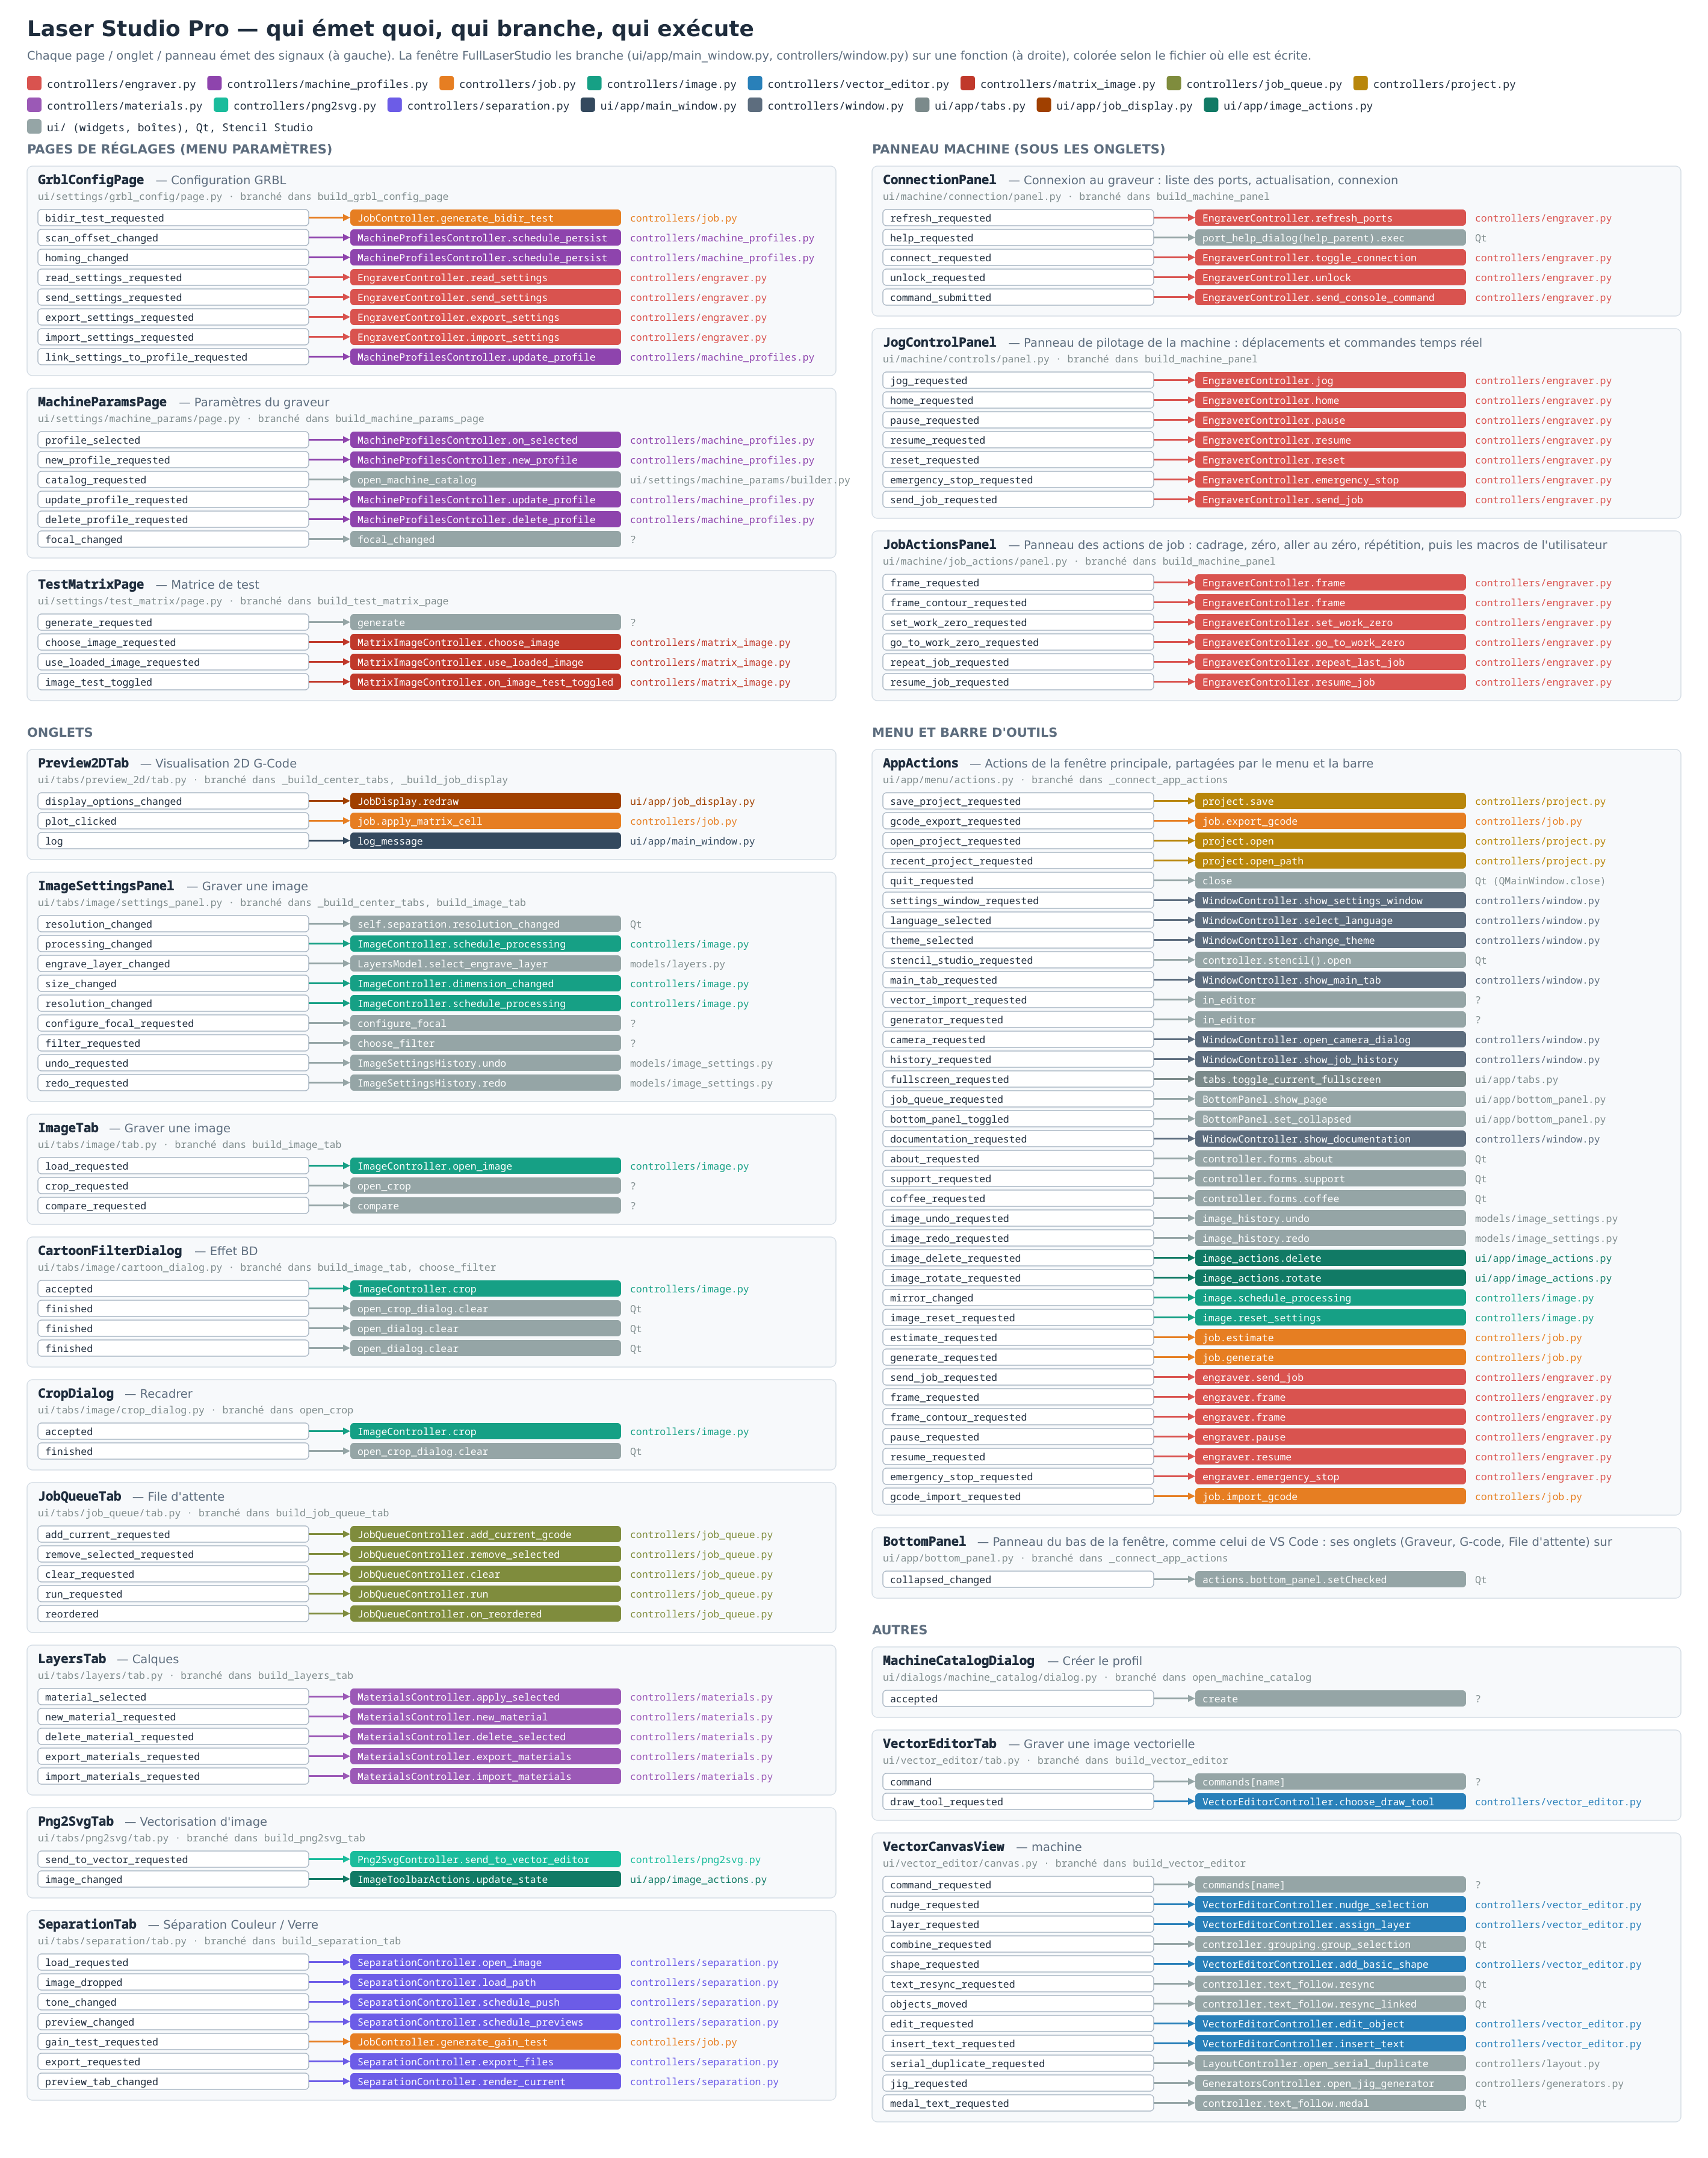 Laser Studio Pro — qui émet quoi, qui branche, qui exécute
Chaque page / onglet / panneau émet des signaux (à gauche). La fenêtre FullLaserStudio les branche (ui/app/main_window.py, controllers/window.py) sur une fonction (à droite), colorée selon le fichier où elle est écrite.
controllers/engraver.py controllers/machine_profiles.py controllers/job.py controllers/image.py controllers/vector_editor.py controllers/matrix_image.py controllers/job_queue.py controllers/project.py
controllers/materials.py controllers/png2svg.py controllers/separation.py ui/app/main_window.py controllers/window.py ui/app/tabs.py ui/app/job_display.py ui/app/image_actions.py
ui/ (widgets, boîtes), Qt, Stencil Studio
PAGES DE RÉGLAGES (MENU PARAMÈTRES)
GrblConfigPage — Configuration GRBL
ui/settings/grbl_config/page.py · branché dans build_grbl_config_page
bidir_test_requested JobController.generate_bidir_test controllers/job.py
scan_offset_changed MachineProfilesController.schedule_persist controllers/machine_profiles.py
homing_changed MachineProfilesController.schedule_persist controllers/machine_profiles.py
read_settings_requested EngraverController.read_settings controllers/engraver.py
send_settings_requested EngraverController.send_settings controllers/engraver.py
export_settings_requested EngraverController.export_settings controllers/engraver.py
import_settings_requested EngraverController.import_settings controllers/engraver.py
link_settings_to_profile_requested MachineProfilesController.update_profile controllers/machine_profiles.py
MachineParamsPage — Paramètres du graveur
ui/settings/machine_params/page.py · branché dans build_machine_params_page
profile_selected MachineProfilesController.on_selected controllers/machine_profiles.py
new_profile_requested MachineProfilesController.new_profile controllers/machine_profiles.py
catalog_requested open_machine_catalog ui/settings/machine_params/builder.py
update_profile_requested MachineProfilesController.update_profile controllers/machine_profiles.py
delete_profile_requested MachineProfilesController.delete_profile controllers/machine_profiles.py
focal_changed focal_changed ?
TestMatrixPage — Matrice de test
ui/settings/test_matrix/page.py · branché dans build_test_matrix_page
generate_requested generate ?
choose_image_requested MatrixImageController.choose_image controllers/matrix_image.py
use_loaded_image_requested MatrixImageController.use_loaded_image controllers/matrix_image.py
image_test_toggled MatrixImageController.on_image_test_toggled controllers/matrix_image.py
PANNEAU MACHINE (SOUS LES ONGLETS)
ConnectionPanel — Connexion au graveur : liste des ports, actualisation, connexion
ui/machine/connection/panel.py · branché dans build_machine_panel
refresh_requested EngraverController.refresh_ports controllers/engraver.py
help_requested port_help_dialog(help_parent).exec Qt
connect_requested EngraverController.toggle_connection controllers/engraver.py
unlock_requested EngraverController.unlock controllers/engraver.py
command_submitted EngraverController.send_console_command controllers/engraver.py
JogControlPanel — Panneau de pilotage de la machine : déplacements et commandes temps réel
ui/machine/controls/panel.py · branché dans build_machine_panel
jog_requested EngraverController.jog controllers/engraver.py
home_requested EngraverController.home controllers/engraver.py
pause_requested EngraverController.pause controllers/engraver.py
resume_requested EngraverController.resume controllers/engraver.py
reset_requested EngraverController.reset controllers/engraver.py
emergency_stop_requested EngraverController.emergency_stop controllers/engraver.py
send_job_requested EngraverController.send_job controllers/engraver.py
JobActionsPanel — Panneau des actions de job : cadrage, zéro, aller au zéro, répétition, puis les macros de l'utilisateur
ui/machine/job_actions/panel.py · branché dans build_machine_panel
frame_requested EngraverController.frame controllers/engraver.py
frame_contour_requested EngraverController.frame controllers/engraver.py
set_work_zero_requested EngraverController.set_work_zero controllers/engraver.py
go_to_work_zero_requested EngraverController.go_to_work_zero controllers/engraver.py
repeat_job_requested EngraverController.repeat_last_job controllers/engraver.py
resume_job_requested EngraverController.resume_job controllers/engraver.py
ONGLETS
Preview2DTab — Visualisation 2D G-Code
ui/tabs/preview_2d/tab.py · branché dans _build_center_tabs, _build_job_display
display_options_changed JobDisplay.redraw ui/app/job_display.py
plot_clicked job.apply_matrix_cell controllers/job.py
log log_message ui/app/main_window.py
ImageSettingsPanel — Graver une image
ui/tabs/image/settings_panel.py · branché dans _build_center_tabs, build_image_tab
resolution_changed self.separation.resolution_changed Qt
processing_changed ImageController.schedule_processing controllers/image.py
engrave_layer_changed LayersModel.select_engrave_layer models/layers.py
size_changed ImageController.dimension_changed controllers/image.py
resolution_changed ImageController.schedule_processing controllers/image.py
configure_focal_requested configure_focal ?
filter_requested choose_filter ?
undo_requested ImageSettingsHistory.undo models/image_settings.py
redo_requested ImageSettingsHistory.redo models/image_settings.py
ImageTab — Graver une image
ui/tabs/image/tab.py · branché dans build_image_tab
load_requested ImageController.open_image controllers/image.py
crop_requested open_crop ?
compare_requested compare ?
CartoonFilterDialog — Effet BD
ui/tabs/image/cartoon_dialog.py · branché dans build_image_tab, choose_filter
accepted ImageController.crop controllers/image.py
finished open_crop_dialog.clear Qt
finished open_dialog.clear Qt
finished open_dialog.clear Qt
CropDialog — Recadrer
ui/tabs/image/crop_dialog.py · branché dans open_crop
accepted ImageController.crop controllers/image.py
finished open_crop_dialog.clear Qt
JobQueueTab — File d'attente
ui/tabs/job_queue/tab.py · branché dans build_job_queue_tab
add_current_requested JobQueueController.add_current_gcode controllers/job_queue.py
remove_selected_requested JobQueueController.remove_selected controllers/job_queue.py
clear_requested JobQueueController.clear controllers/job_queue.py
run_requested JobQueueController.run controllers/job_queue.py
reordered JobQueueController.on_reordered controllers/job_queue.py
LayersTab — Calques
ui/tabs/layers/tab.py · branché dans build_layers_tab
material_selected MaterialsController.apply_selected controllers/materials.py
new_material_requested MaterialsController.new_material controllers/materials.py
delete_material_requested MaterialsController.delete_selected controllers/materials.py
export_materials_requested MaterialsController.export_materials controllers/materials.py
import_materials_requested MaterialsController.import_materials controllers/materials.py
Png2SvgTab — Vectorisation d'image
ui/tabs/png2svg/tab.py · branché dans build_png2svg_tab
send_to_vector_requested Png2SvgController.send_to_vector_editor controllers/png2svg.py
image_changed ImageToolbarActions.update_state ui/app/image_actions.py
SeparationTab — Séparation Couleur / Verre
ui/tabs/separation/tab.py · branché dans build_separation_tab
load_requested SeparationController.open_image controllers/separation.py
image_dropped SeparationController.load_path controllers/separation.py
tone_changed SeparationController.schedule_push controllers/separation.py
preview_changed SeparationController.schedule_previews controllers/separation.py
gain_test_requested JobController.generate_gain_test controllers/job.py
export_requested SeparationController.export_files controllers/separation.py
preview_tab_changed SeparationController.render_current controllers/separation.py
MENU ET BARRE D'OUTILS
AppActions — Actions de la fenêtre principale, partagées par le menu et la barre
ui/app/menu/actions.py · branché dans _connect_app_actions
save_project_requested project.save controllers/project.py
gcode_export_requested job.export_gcode controllers/job.py
open_project_requested project.open controllers/project.py
recent_project_requested project.open_path controllers/project.py
quit_requested close Qt (QMainWindow.close)
settings_window_requested WindowController.show_settings_window controllers/window.py
language_selected WindowController.select_language controllers/window.py
theme_selected WindowController.change_theme controllers/window.py
stencil_studio_requested controller.stencil().open Qt
main_tab_requested WindowController.show_main_tab controllers/window.py
vector_import_requested in_editor ?
generator_requested in_editor ?
camera_requested WindowController.open_camera_dialog controllers/window.py
history_requested WindowController.show_job_history controllers/window.py
fullscreen_requested tabs.toggle_current_fullscreen ui/app/tabs.py
job_queue_requested BottomPanel.show_page ui/app/bottom_panel.py
bottom_panel_toggled BottomPanel.set_collapsed ui/app/bottom_panel.py
documentation_requested WindowController.show_documentation controllers/window.py
about_requested controller.forms.about Qt
support_requested controller.forms.support Qt
coffee_requested controller.forms.coffee Qt
image_undo_requested image_history.undo models/image_settings.py
image_redo_requested image_history.redo models/image_settings.py
image_delete_requested image_actions.delete ui/app/image_actions.py
image_rotate_requested image_actions.rotate ui/app/image_actions.py
mirror_changed image.schedule_processing controllers/image.py
image_reset_requested image.reset_settings controllers/image.py
estimate_requested job.estimate controllers/job.py
generate_requested job.generate controllers/job.py
send_job_requested engraver.send_job controllers/engraver.py
frame_requested engraver.frame controllers/engraver.py
frame_contour_requested engraver.frame controllers/engraver.py
pause_requested engraver.pause controllers/engraver.py
resume_requested engraver.resume controllers/engraver.py
emergency_stop_requested engraver.emergency_stop controllers/engraver.py
gcode_import_requested job.import_gcode controllers/job.py
BottomPanel — Panneau du bas de la fenêtre, comme celui de VS Code : ses onglets (Graveur, G-code, File d'attente) sur
ui/app/bottom_panel.py · branché dans _connect_app_actions
collapsed_changed actions.bottom_panel.setChecked Qt
AUTRES
MachineCatalogDialog — Créer le profil
ui/dialogs/machine_catalog/dialog.py · branché dans open_machine_catalog
accepted create ?
VectorEditorTab — Graver une image vectorielle
ui/vector_editor/tab.py · branché dans build_vector_editor
command commands[name] ?
draw_tool_requested VectorEditorController.choose_draw_tool controllers/vector_editor.py
VectorCanvasView — machine
ui/vector_editor/canvas.py · branché dans build_vector_editor
command_requested commands[name] ?
nudge_requested VectorEditorController.nudge_selection controllers/vector_editor.py
layer_requested VectorEditorController.assign_layer controllers/vector_editor.py
combine_requested controller.grouping.group_selection Qt
shape_requested VectorEditorController.add_basic_shape controllers/vector_editor.py
text_resync_requested controller.text_follow.resync Qt
objects_moved controller.text_follow.resync_linked Qt
edit_requested VectorEditorController.edit_object controllers/vector_editor.py
insert_text_requested VectorEditorController.insert_text controllers/vector_editor.py
serial_duplicate_requested LayoutController.open_serial_duplicate controllers/layout.py
jig_requested GeneratorsController.open_jig_generator controllers/generators.py
medal_text_requested controller.text_follow.medal Qt